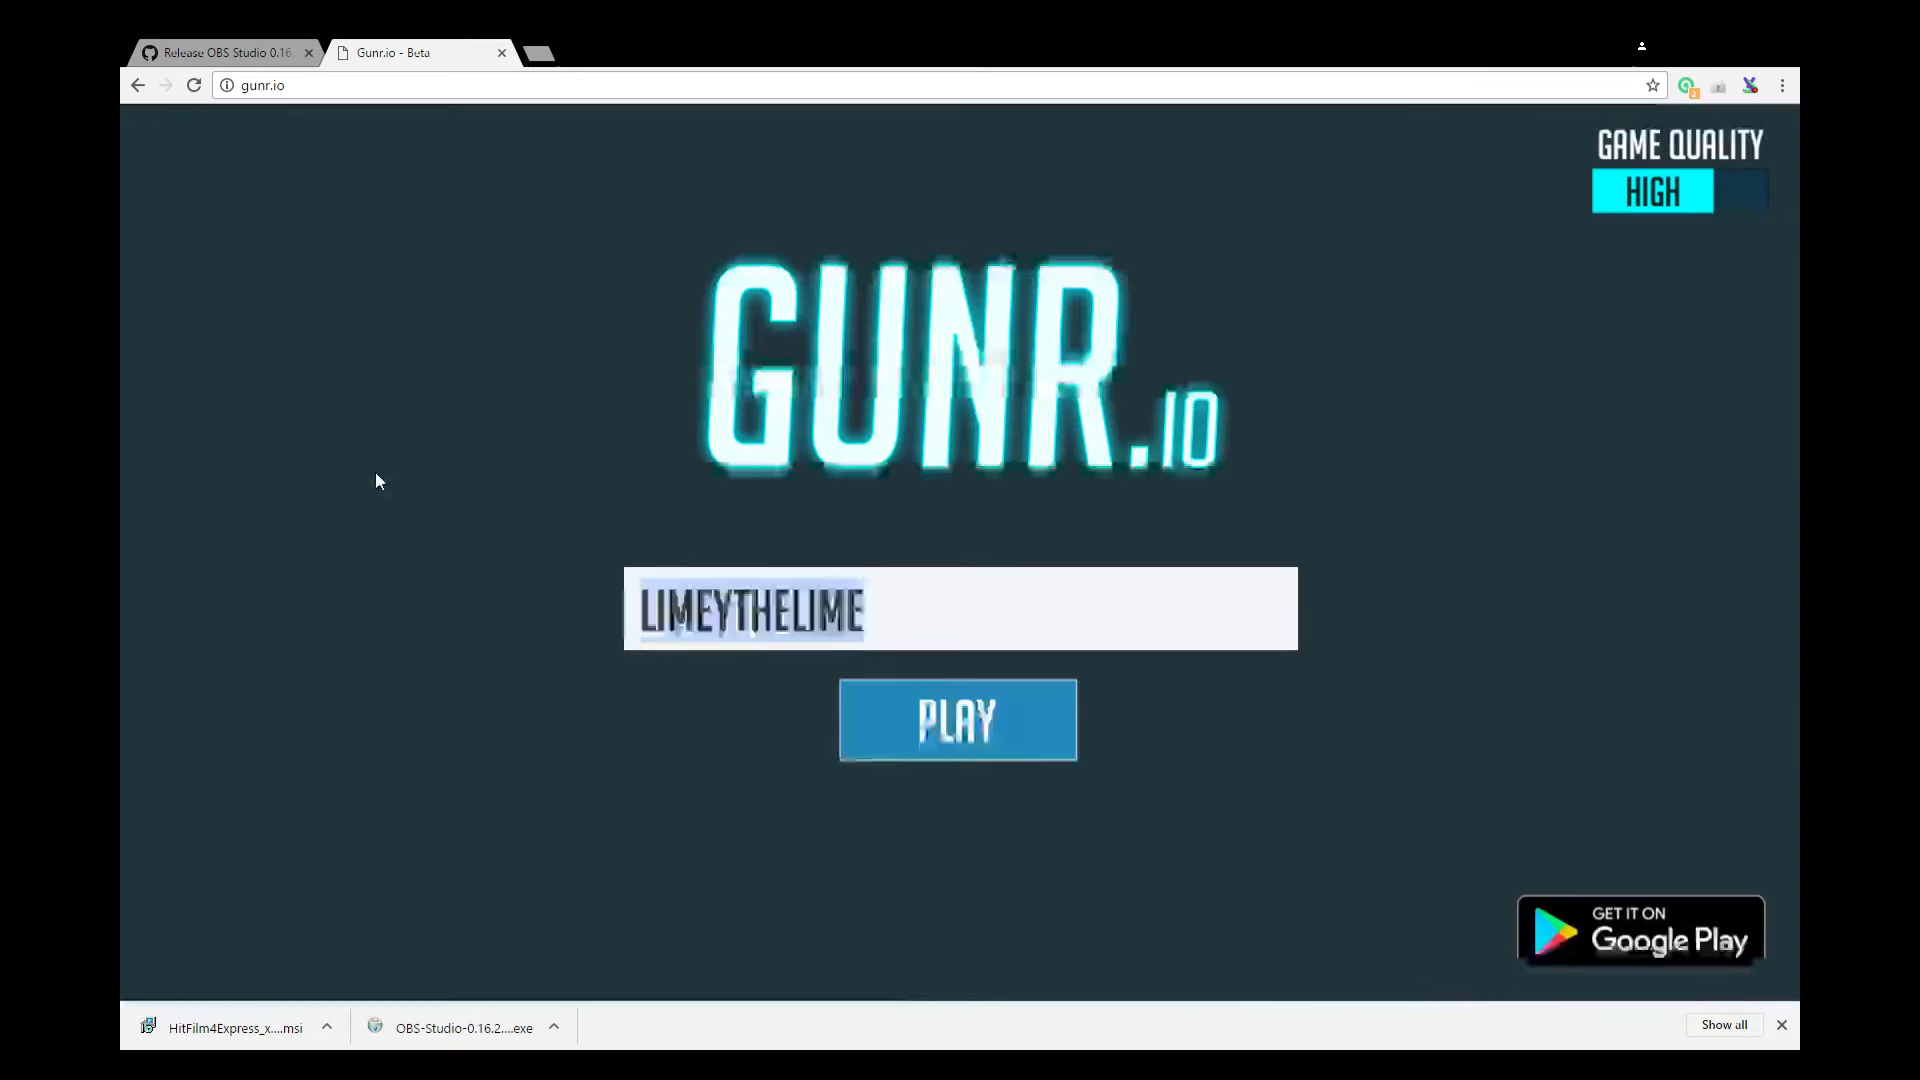 Release OBS Studio 0.16.
Gunr.io - Beta
gunr.io
GAME QUALITY
HIGH
GUNR.IO
LIMEYTHELIME
PLAY
GET IT ON
Google Play
HitFilm4Express_x....msi
OBS-Studio-0.16.2....exe
Show all